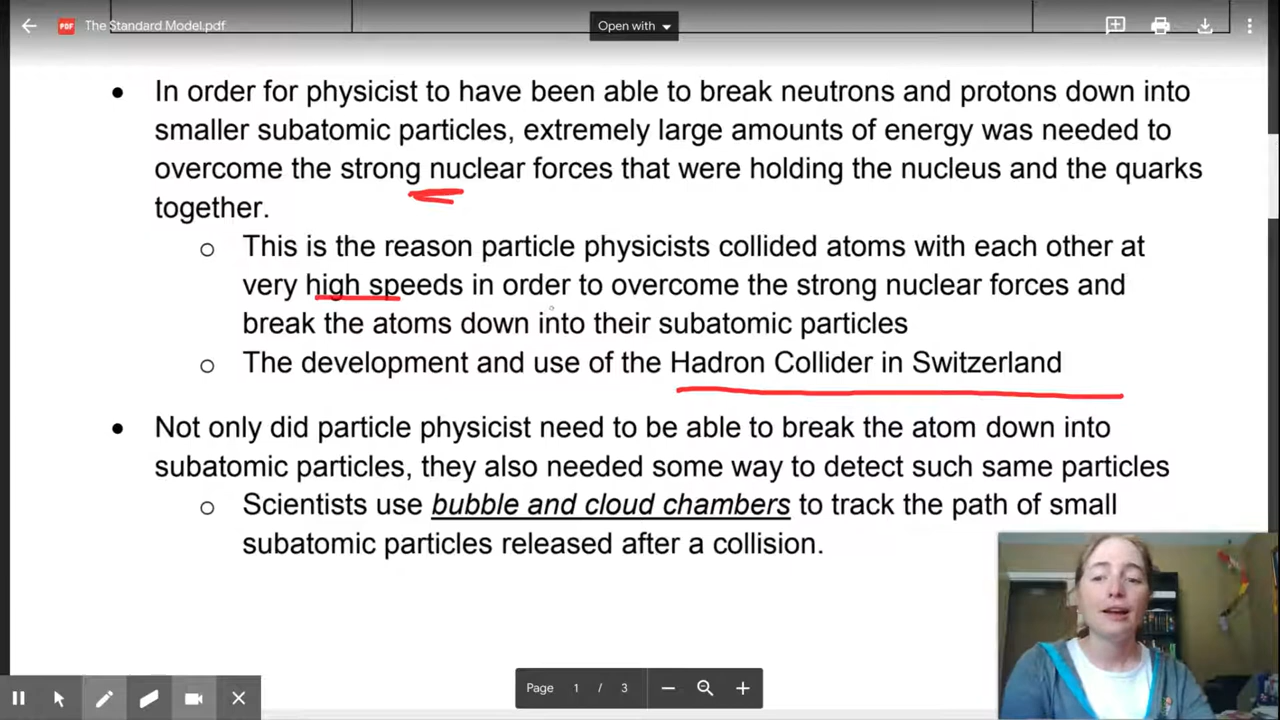 The Standard Model.pdf
Open with
In order for physicist to have been able to break neutrons and protons down into
smaller subatomic particles, extremely large amounts of energy was needed to
overcome the strong nuclear forces that were holding the nucleus and the quarks
together.
This is the reason particle physicists collided atoms with each other at
very high speeds in order to overcome the strong nuclear forces and
break the atoms down into their subatomic particles
The development and use of the Hadron Collider in Switzerland
Not only did particle physicist need to be able to break the atom down into
subatomic particles, they also needed some way to detect such same particles
Scientists use bubble and cloud chambers to track the path of small
subatomic particles released after a collision.
Page 1 / 3